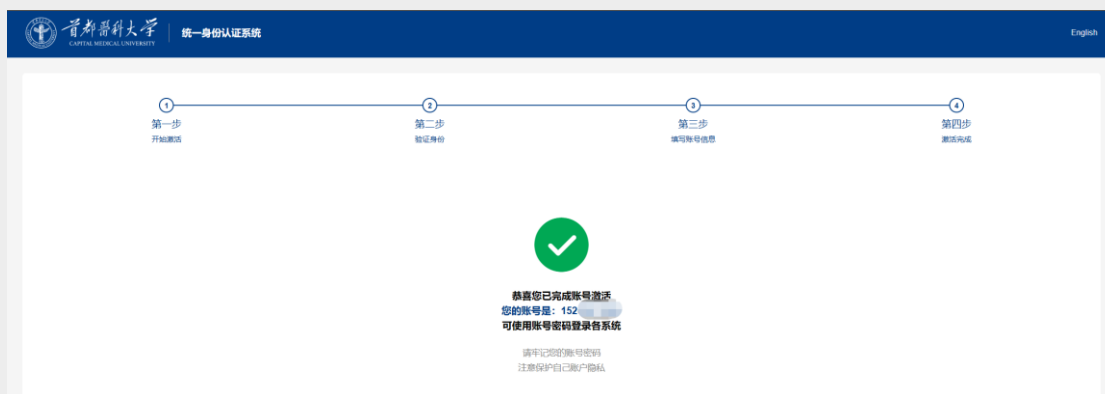 首都医科大学
CAPITAL MEDICAL UNIVERSITY
统一身份认证系统
English
1
第一步
开始激活
2
第二步
验证身份
3
第三步
填写账号信息
4
第四步
激活完成
恭喜您已完成账号激活
您的账号是：152
可使用账号密码登录各系统
请牢记您的账号密码
注意保护自己账户隐私